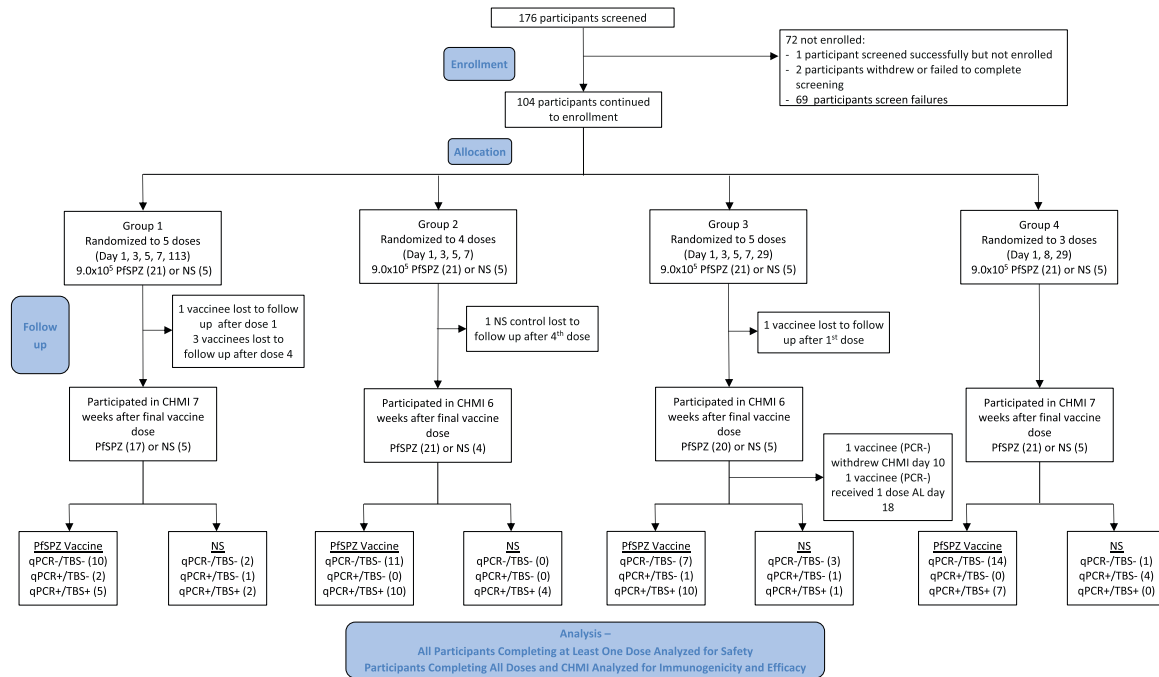 176 participants screened
72 not enrolled:
- 1 participant screened successfully but not enrolled
- 2 participants withdrew or failed to complete
screening
- 69 participants screen failures
Enrollment
104 participants continued
to enrollment
Allocation
Group 1
Randomized to 5 doses
(Day 1, 3, 5, 7, 113)
9.0x10⁵ PfSPZ (21) or NS (5)
Group 2
Randomized to 4 doses
(Day 1, 3, 5, 7)
9.0x10⁵ PfSPZ (21) or NS (5)
Group 3
Randomized to 5 doses
(Day 1, 3, 5, 7, 29)
9.0x10⁵ PfSPZ (21) or NS (5)
Group 4
Randomized to 3 doses
(Day 1, 8, 29)
9.0x10⁵ PfSPZ (21) or NS (5)
Follow
up
1 vaccinee lost to follow
up after dose 1
3 vaccinees lost to
follow up after dose 4
1 NS control lost to
follow up after 4ᵗʰ dose
1 vaccinee lost to follow
up after 1ˢᵗ dose
Participated in CHMI 7
weeks after final vaccine
dose
PfSPZ (17) or NS (5)
Participated in CHMI 6
weeks after final vaccine
dose
PfSPZ (21) or NS (4)
Participated in CHMI 6
weeks after final vaccine
dose
PfSPZ (20) or NS (5)
Participated in CHMI 7
weeks after final vaccine
dose
PfSPZ (21) or NS (5)
1 vaccinee (PCR-)
withdrew CHMI day 10
1 vaccinee (PCR-)
received 1 dose AL day
18
PfSPZ Vaccine
qPCR-/TBS- (10)
qPCR+/TBS- (2)
qPCR+/TBS+ (5)
NS
qPCR-/TBS- (2)
qPCR+/TBS- (1)
qPCR+/TBS+ (2)
PfSPZ Vaccine
qPCR-/TBS- (11)
qPCR+/TBS- (0)
qPCR+/TBS+ (10)
NS
qPCR-/TBS- (0)
qPCR+/TBS- (0)
qPCR+/TBS+ (4)
PfSPZ Vaccine
qPCR-/TBS- (7)
qPCR+/TBS- (1)
qPCR+/TBS+ (10)
NS
qPCR-/TBS- (3)
qPCR+/TBS- (1)
qPCR+/TBS+ (1)
PfSPZ Vaccine
qPCR-/TBS- (14)
qPCR+/TBS- (0)
qPCR+/TBS+ (7)
NS
qPCR-/TBS- (1)
qPCR+/TBS- (4)
qPCR+/TBS+ (0)
Analysis –
All Participants Completing at Least One Dose Analyzed for Safety
Participants Completing All Doses and CHMI Analyzed for Immunogenicity and Efficacy